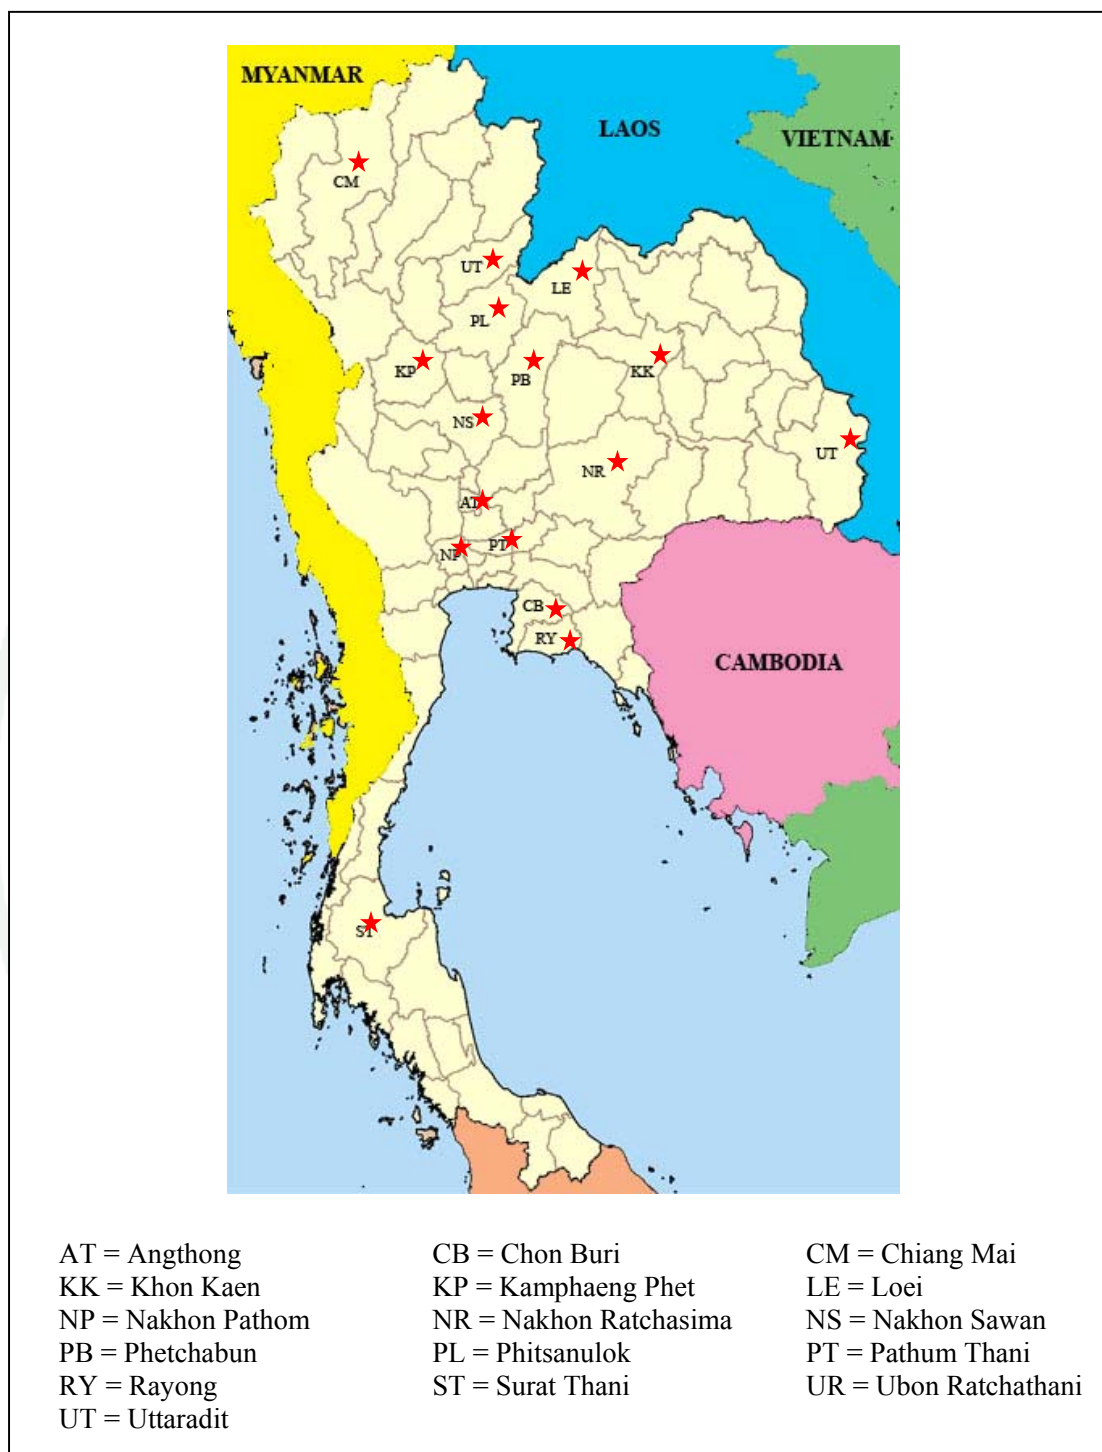 MYANMAR
LAOS
VIETNAM
CM
UT
LE
PL
KP
PB
KK
NS
UT
NR
AT
NP
PT
CB
RY
CAMBODIA
ST
AT = Angthong CB = Chon Buri CM = Chiang Mai
KK = Khon Kaen KP = Kamphaeng Phet LE = Loei
NP = Nakhon Pathom NR = Nakhon Ratchasima NS = Nakhon Sawan
PB = Phetchabun PL = Phitsanulok PT = Pathum Thani
RY = Rayong ST = Surat Thani UR = Ubon Ratchathani
UT = Uttaradit